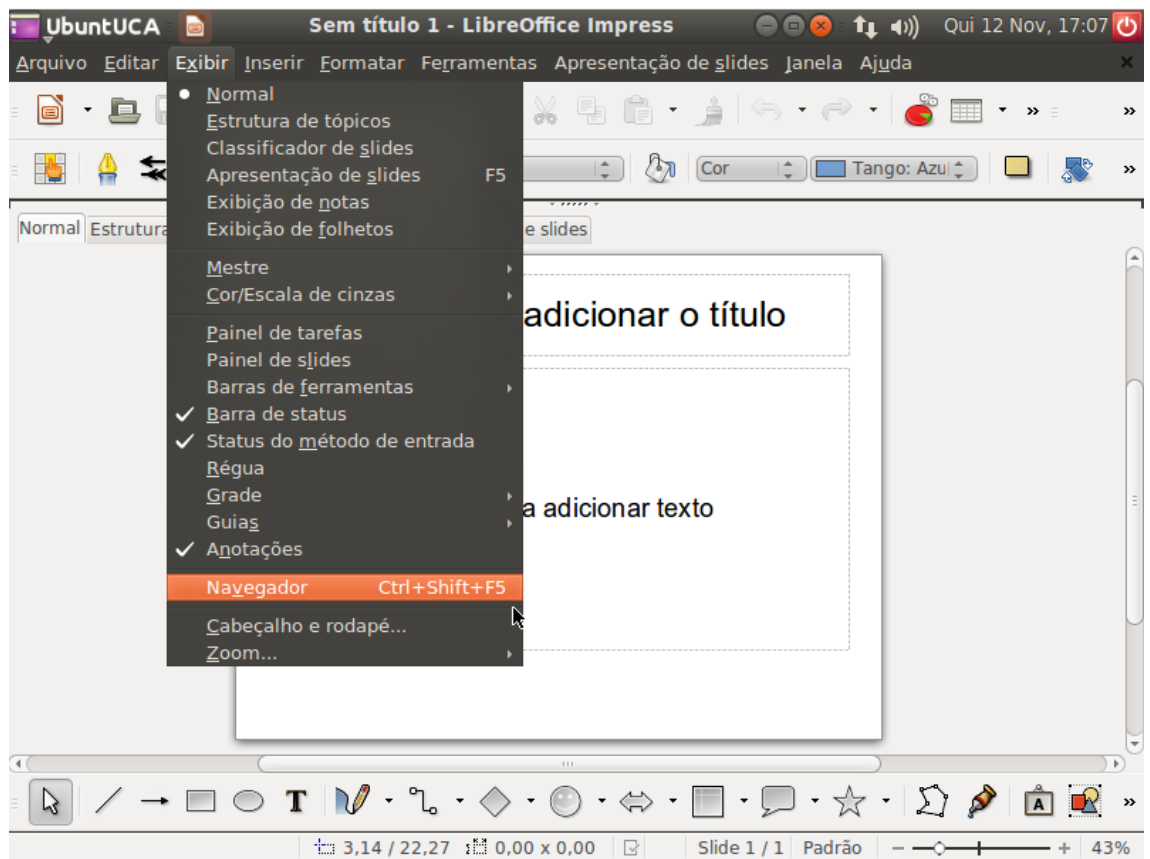 UbuntUCA Sem título 1 - LibreOffice Impress Qui 12 Nov, 17:07
Arquivo Editar Exibir Inserir Formatar Ferramentas Apresentação de slides Janela Ajuda
Normal
Estrutura de tópicos
Classificador de slides
Apresentação de slides F5
Exibição de notas
Exibição de folhetos
Mestre
Cor/Escala de cinzas
Painel de tarefas
Painel de slides
Barras de ferramentas
Barra de status
Status do método de entrada
Régua
Grade
Guias
Anotações
Navegador Ctrl+Shift+F5
Cabeçalho e rodapé...
Zoom...
Cor Tango: Azu
Normal Estrutura e slides
adicionar o título
a adicionar texto
T A
3,14 / 22,27 0,00 x 0,00 Slide 1 / 1 Padrão 43%